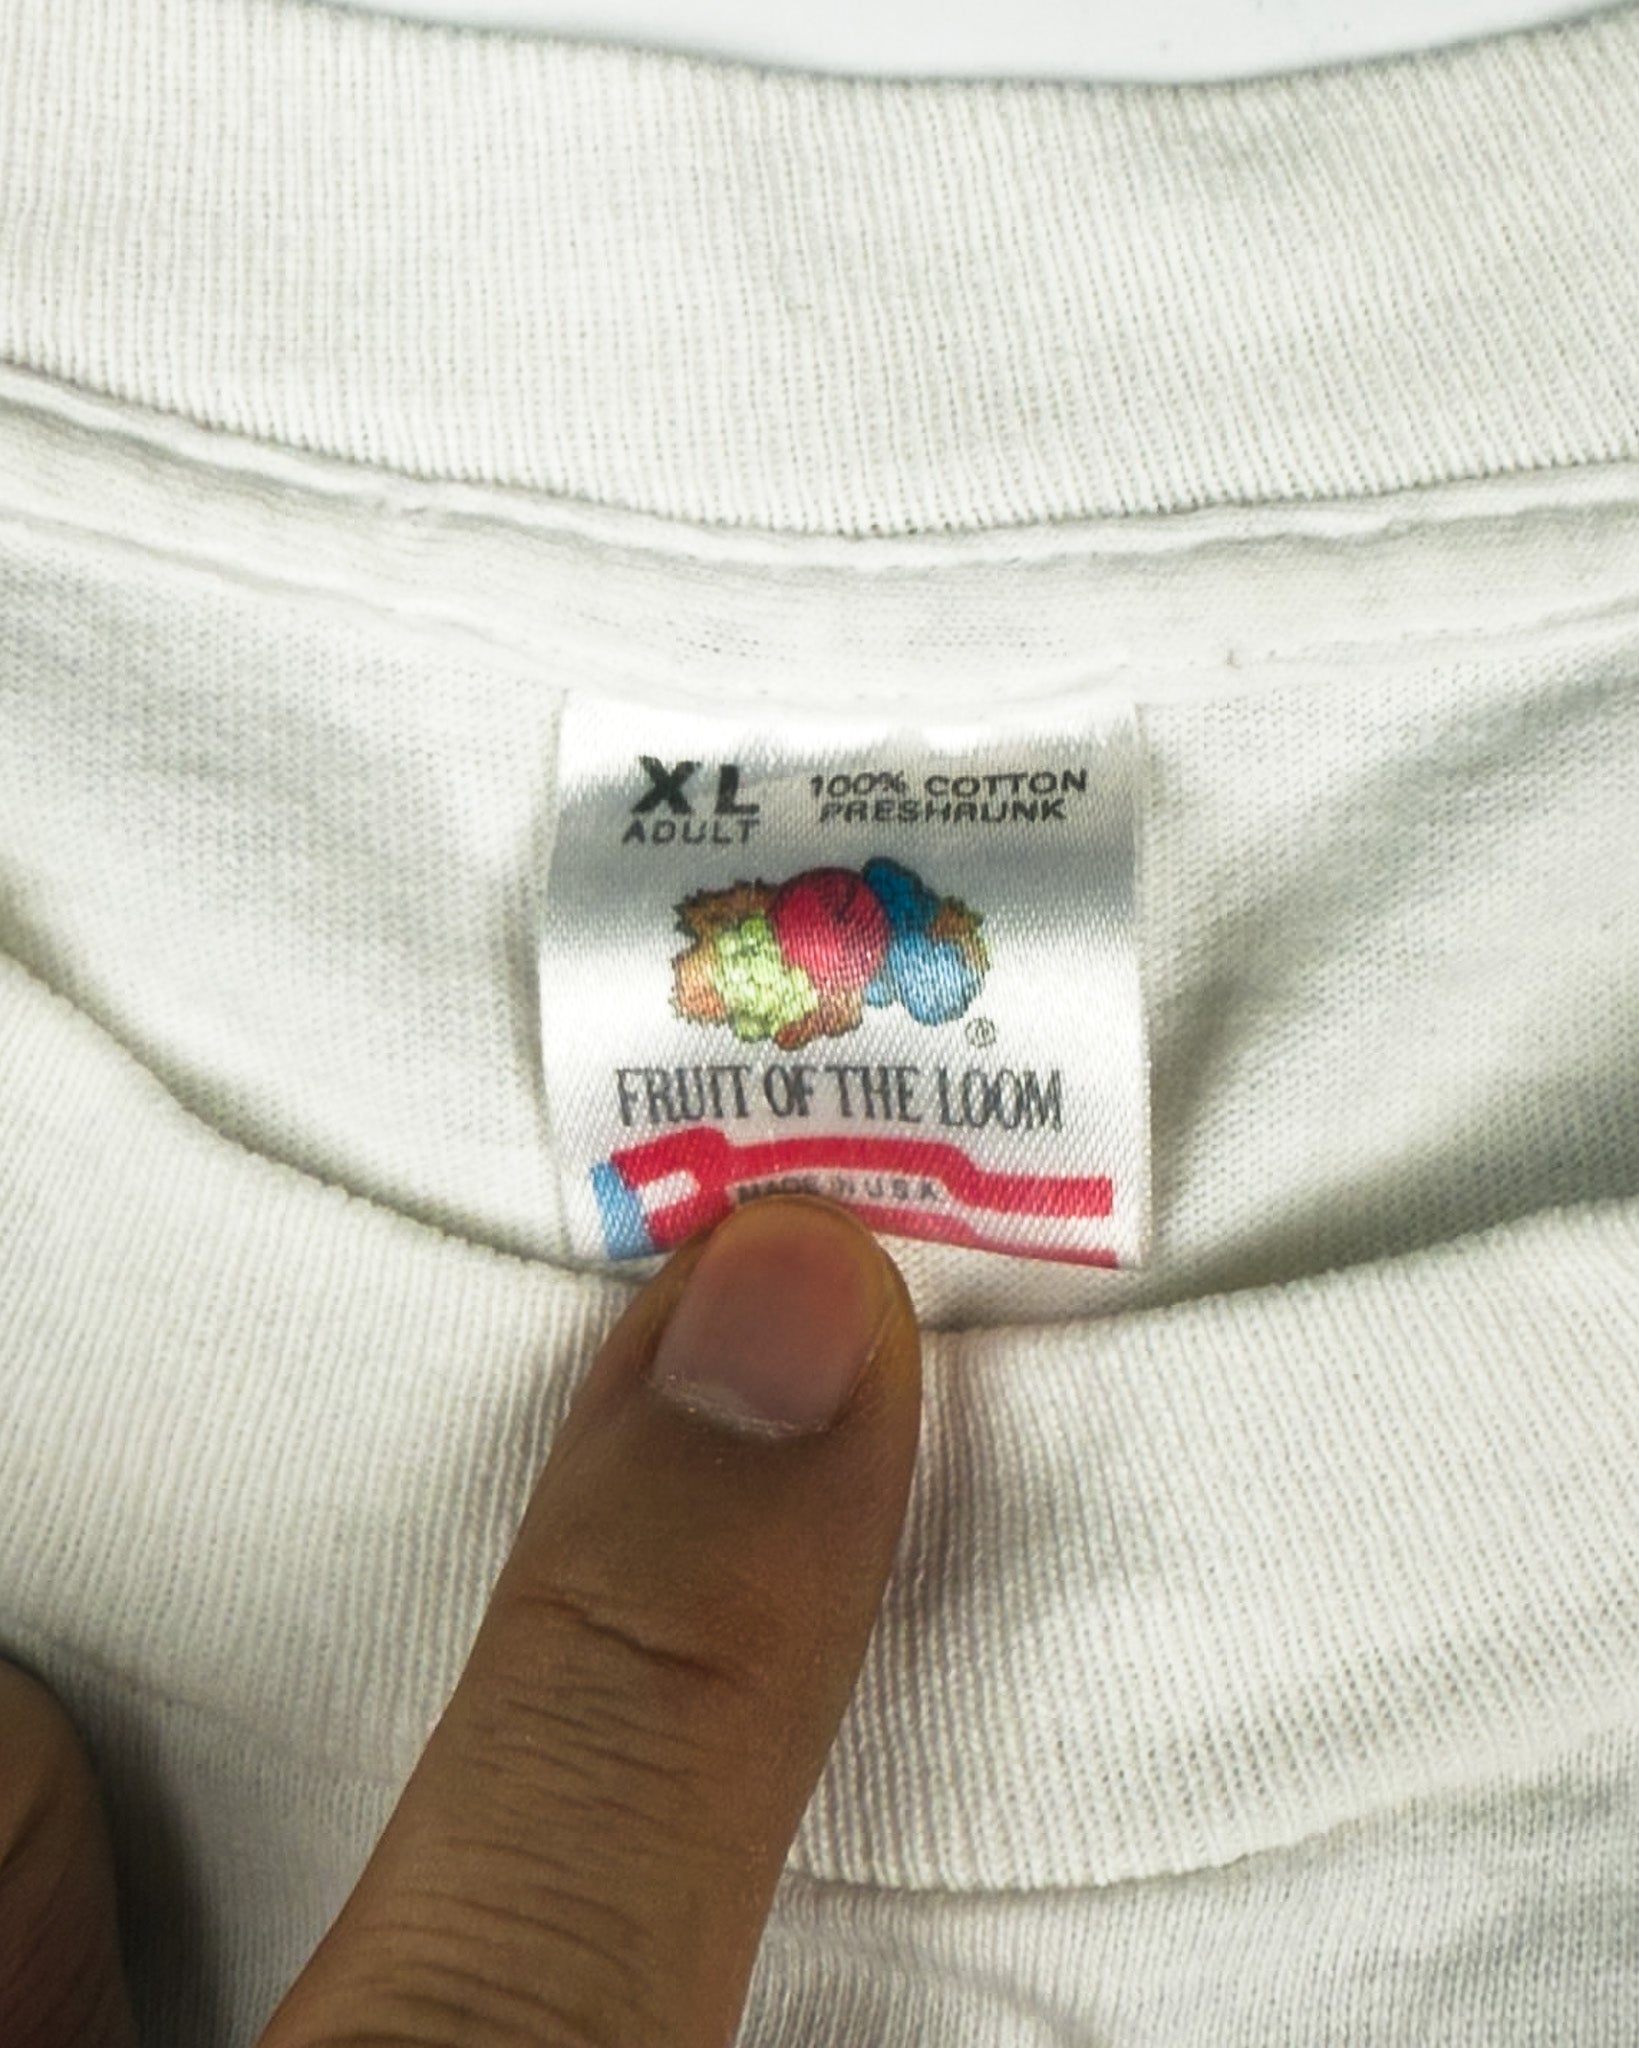 XL
ADULT
100% COTTON
PRESHRUNK
®
FRUIT OF THE LOOM
MADE IN U.S.A.